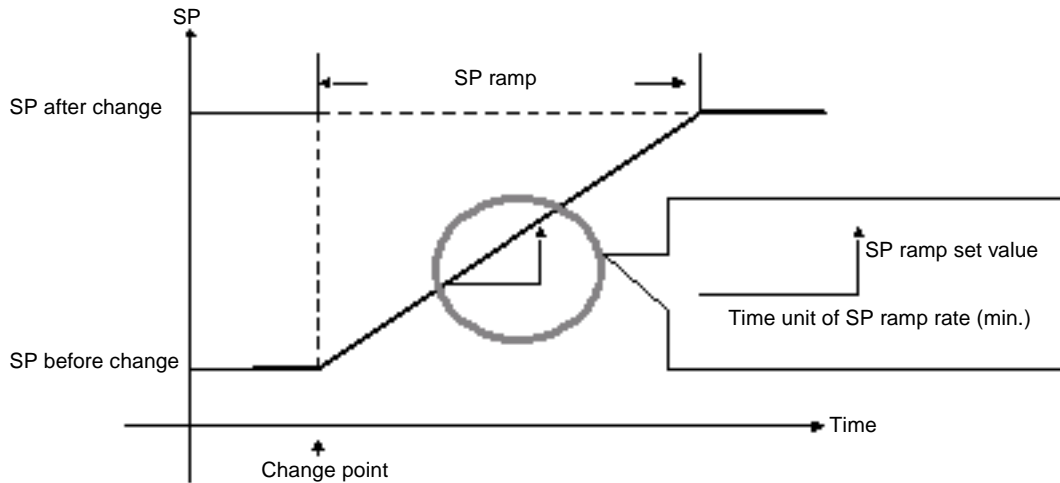 SP
SP ramp
SP after change
SP ramp set value
Time unit of SP ramp rate (min.)
SP before change
Time
Change point